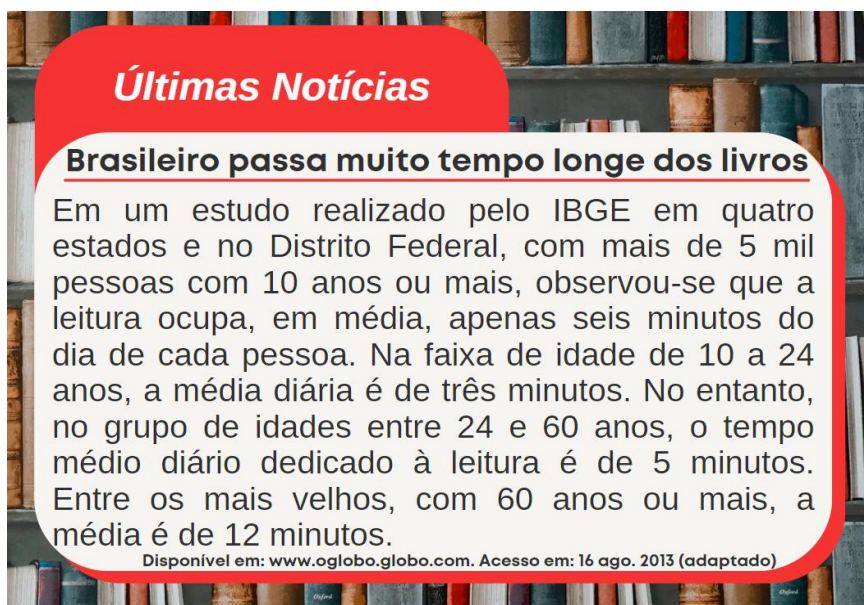 Últimas Notícias
Brasileiro passa muito tempo longe dos livros
Em um estudo realizado pelo IBGE em quatro
estados e no Distrito Federal, com mais de 5 mil
pessoas com 10 anos ou mais, observou-se que a
leitura ocupa, em média, apenas seis minutos do
dia de cada pessoa. Na faixa de idade de 10 a 24
anos, a média diária é de três minutos. No entanto,
no grupo de idades entre 24 e 60 anos, o tempo
médio diário dedicado à leitura é de 5 minutos.
Entre os mais velhos, com 60 anos ou mais, a
média é de 12 minutos.
Disponível em: www.oglobo.globo.com. Acesso em: 16 ago. 2013 (adaptado)
Oxford
Oxford